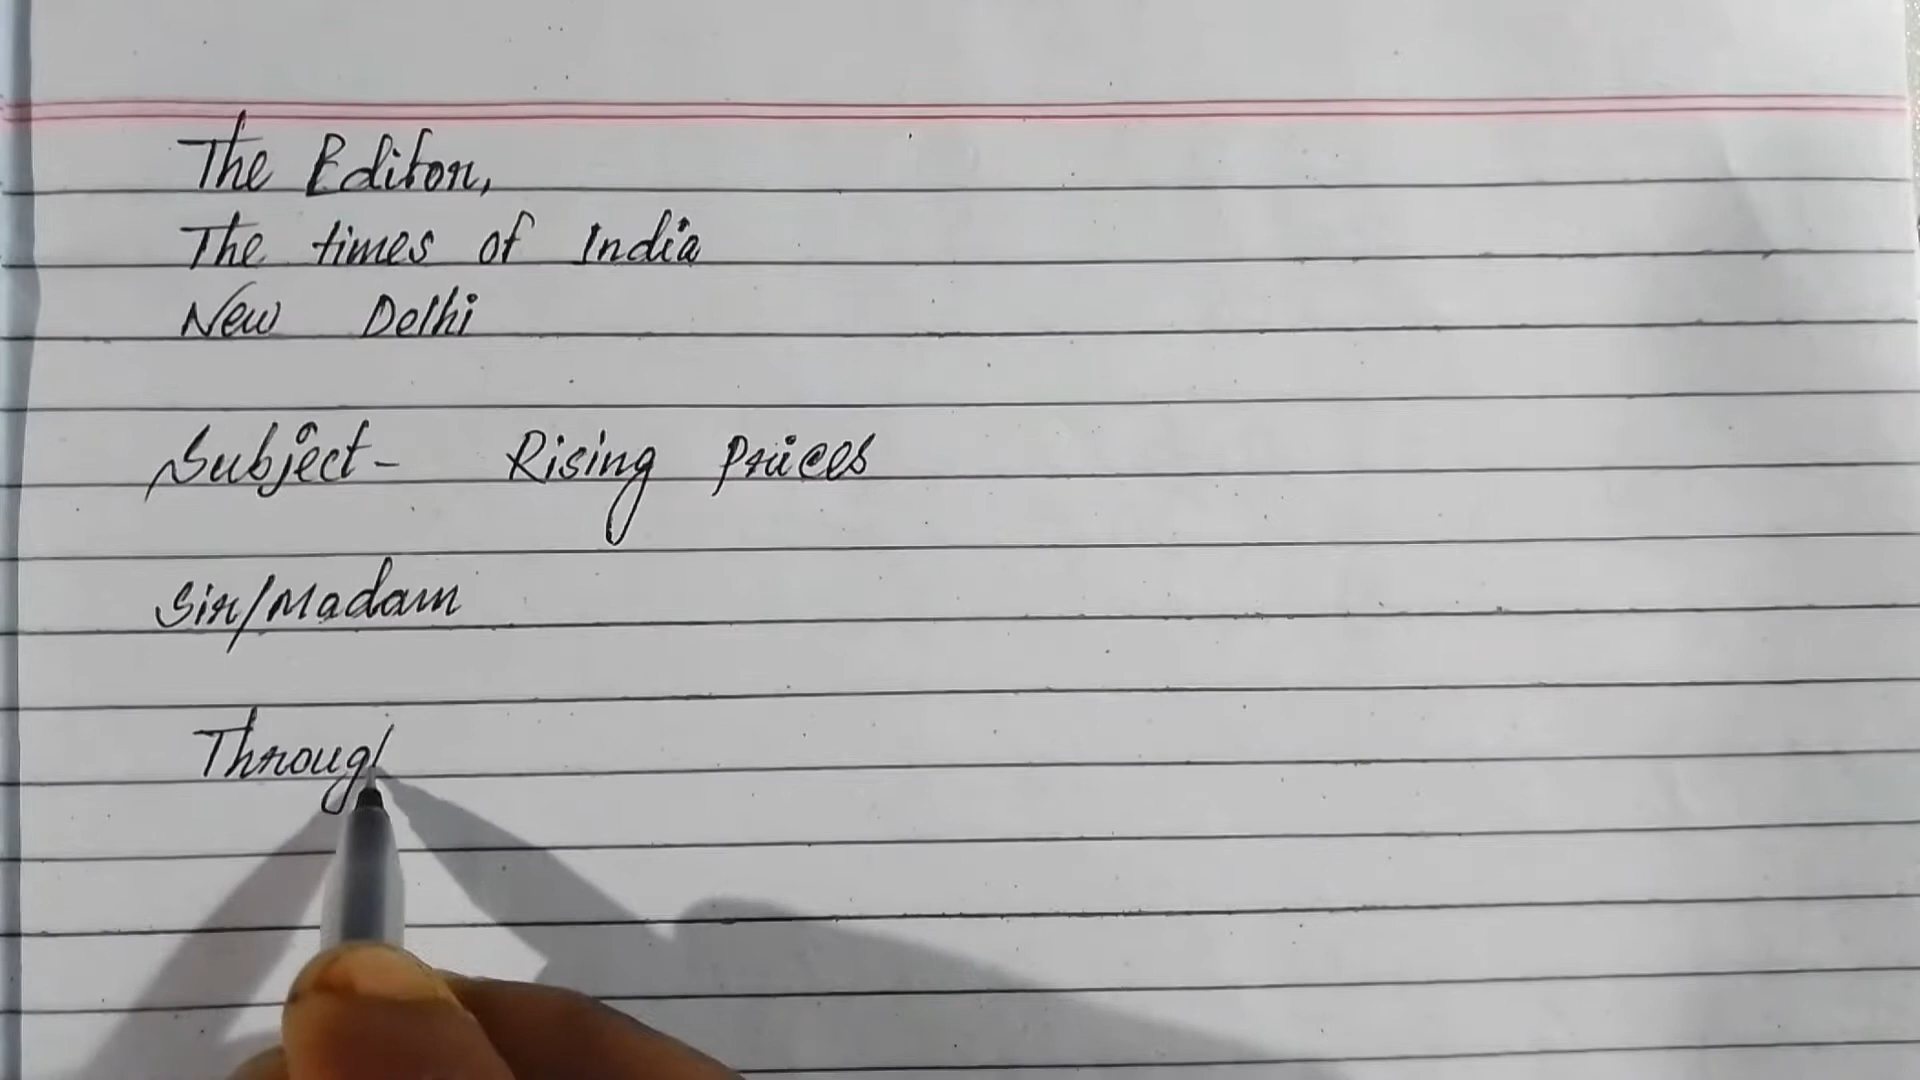 The Editor,
The times of India
New Delhi
Subject- Rising Prices
Sir/Madam
Through